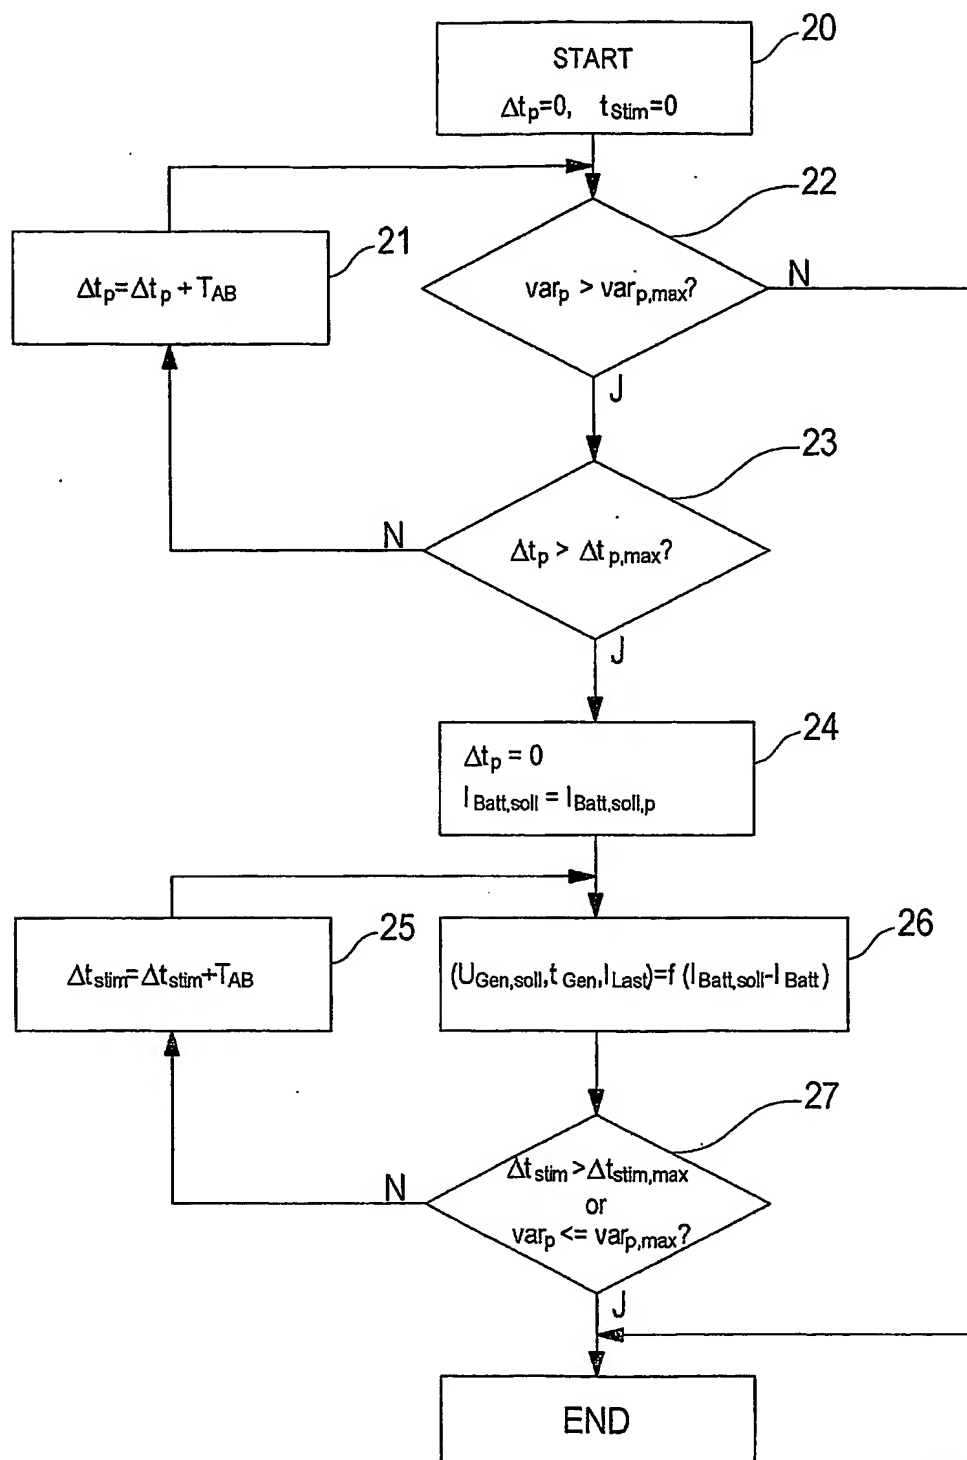 20
START
Δtp=0, tStim=0
22
21
Δtp=Δtp + TAB
varp > varp,max?
N
J
23
N
Δtp > Δtp,max?
J
24
Δtp = 0
IBatt,soll = IBatt,soll,p
25
26
Δtstim=Δtstim+TAB
(UGen,soll,tGen,ILast)=f (IBatt,soll-IBatt)
27
N
Δtstim>Δtstim,max
or
varp <= varp,max?
J
END